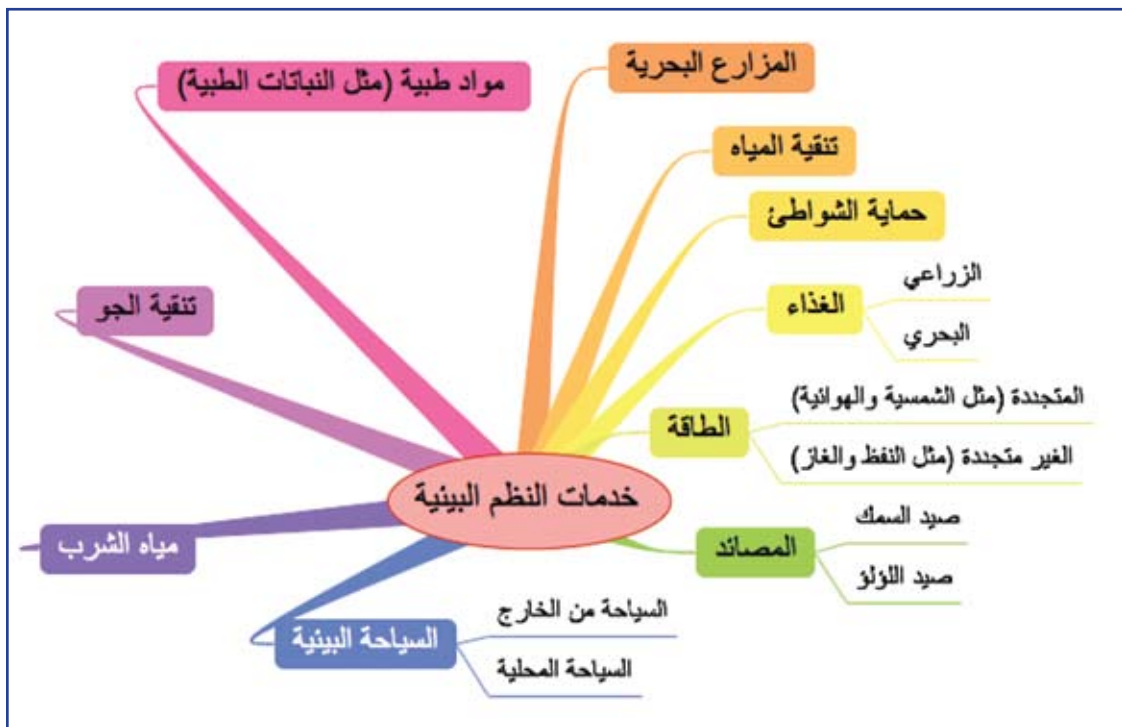 المزارع البحرية
مواد طبية (مثل النباتات الطبية)
تنقية المياه
حماية الشواطئ
الغذاء
الزراعي
البحري
تنقية الجو
الطاقة
المتجددة (مثل الشمسية والهوائية)
الغير متجددة (مثل النفظ والغاز)
خدمات النظم البيئية
المصائد
صيد السمك
صيد اللؤلؤ
مياه الشرب
السياحة البيئية
السياحة من الخارج
السياحة المحلية